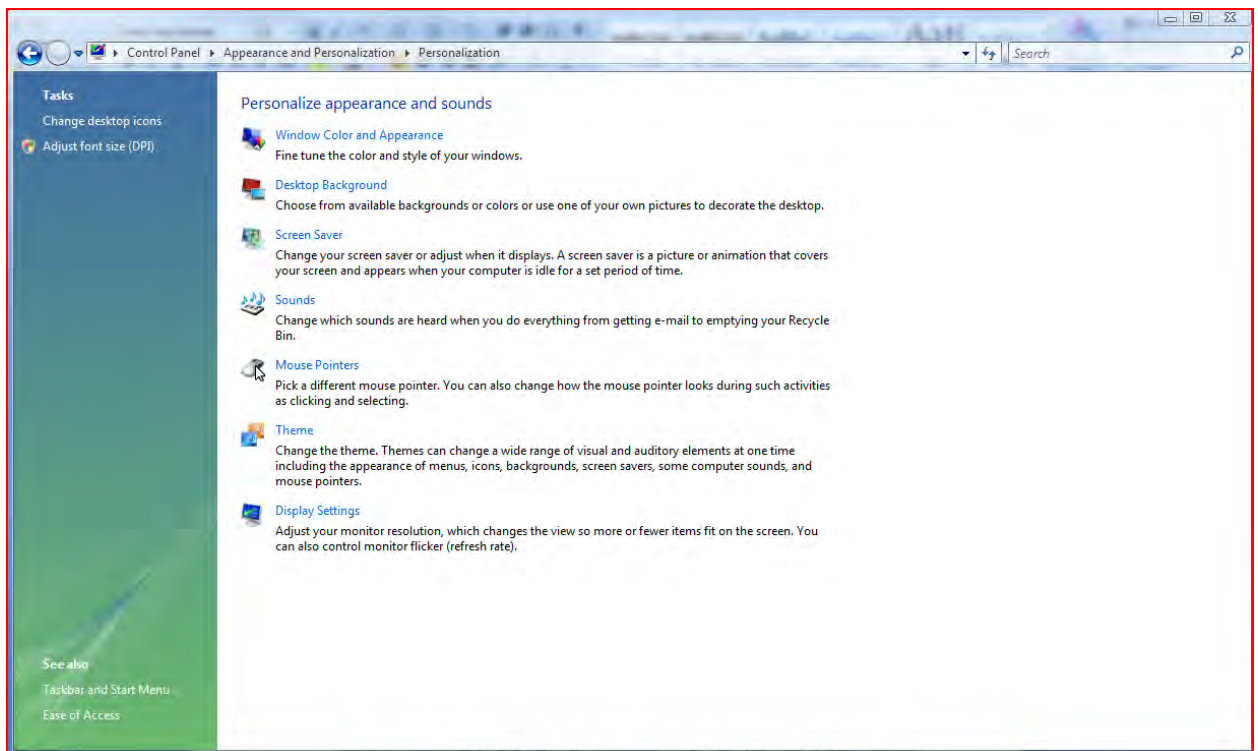 Control Panel ▸ Appearance and Personalization ▸ Personalization
Search
Tasks
Change desktop icons
Adjust font size (DPI)
See also
Taskbar and Start Menu
Ease of Access
Personalize appearance and sounds
Window Color and Appearance
Fine tune the color and style of your windows.
Desktop Background
Choose from available backgrounds or colors or use one of your own pictures to decorate the desktop.
Screen Saver
Change your screen saver or adjust when it displays. A screen saver is a picture or animation that covers
your screen and appears when your computer is idle for a set period of time.
Sounds
Change which sounds are heard when you do everything from getting e-mail to emptying your Recycle
Bin.
Mouse Pointers
Pick a different mouse pointer. You can also change how the mouse pointer looks during such activities
as clicking and selecting.
Theme
Change the theme. Themes can change a wide range of visual and auditory elements at one time
including the appearance of menus, icons, backgrounds, screen savers, some computer sounds, and
mouse pointers.
Display Settings
Adjust your monitor resolution, which changes the view so more or fewer items fit on the screen. You
can also control monitor flicker (refresh rate).